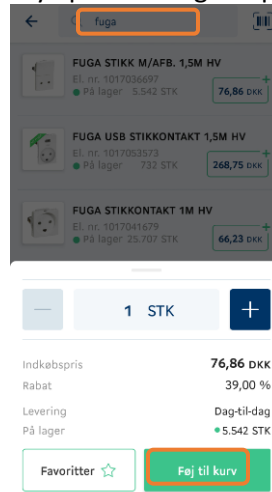 fuga
FUGA STIKK M/AFB. 1,5M HV
El. nr. 1017036697
På lager 5.542 STK
76,86 DKK
FUGA USB STIKKONTAKT 1,5M HV
El. nr. 1017053573
På lager 732 STK
268,75 DKK
FUGA STIKKONTAKT 1M HV
El. nr. 1017041679
På lager 25.707 STK
66,23 DKK
1 STK
Indkøbspris 76,86 DKK
Rabat 39,00 %
Levering Dag-til-dag
På lager 5.542 STK
Favoritter
Føj til kurv